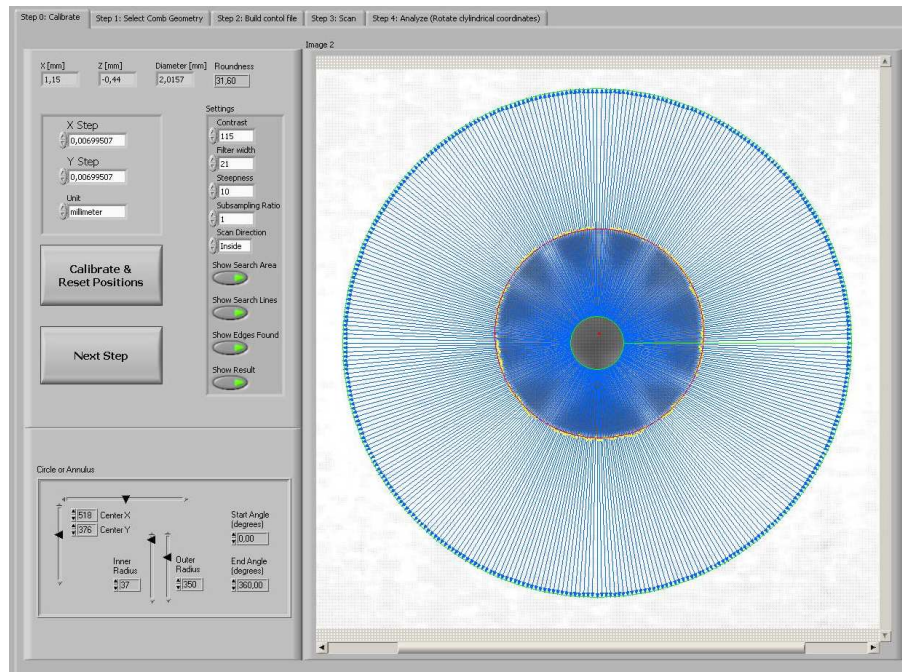 Step 0: Calibrate
Step 1: Select Comb Geometry
Step 2: Build contol file
Step 3: Scan
Step 4: Analyze (Rotate clylindrical coordinates)
X [mm]
1,15
Z [mm]
-0,44
Diameter [mm]
2,0157
Roundness
31,60
X Step
0,00699507
Y Step
0,00699507
Unit
millimeter
Calibrate &
Reset Positions
Next Step
Settings
Contrast
115
Filter width
21
Steepness
10
Subsampling Ratio
1
Scan Direction
Inside
Show Search Area
Show Search Lines
Show Edges Found
Show Result
Circle or Annulus
518 Center X
376 Center Y
Inner
Radius
37
Outer
Radius
350
Start Angle
(degrees)
0,00
End Angle
(degrees)
360,00
Image 2